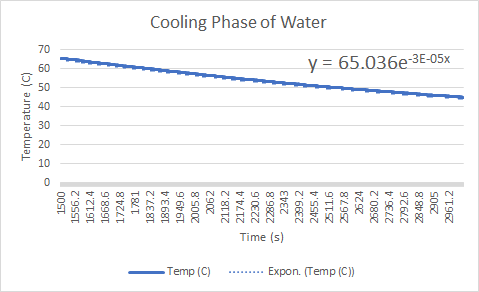 Cooling Phase of Water
y = 65.036e-3E-05x
70
60
50
40
30
20
10
0
Temperature (C)
1500 1556.2 1612.4 1668.6 1724.8 1781 1837.2 1893.4 1949.6 2005.8 2062 2118.2 2174.4 2230.6 2286.8 2343 2399.2 2455.4 2511.6 2567.8 2624 2680.2 2736.4 2792.6 2848.8 2905 2961.2
Time (s)
Temp (C) Expon. (Temp (C))